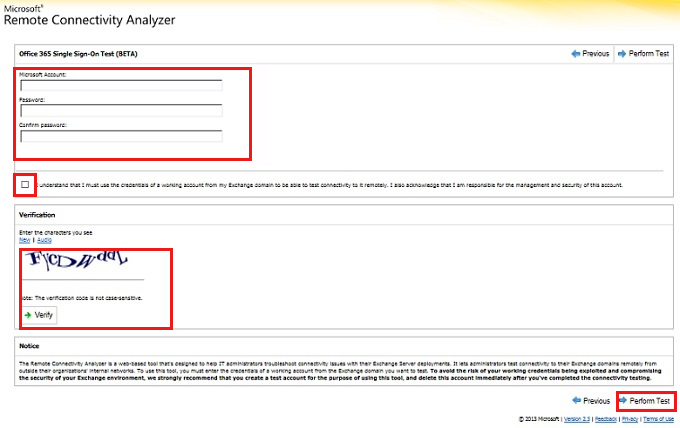 Microsoft®
Remote Connectivity Analyzer
Office 365 Single Sign-On Test (BETA)
Previous
Perform Test
Microsoft Account:
Password:
Confirm password:
I understand that I must use the credentials of a working account from my Exchange domain to be able to test connectivity to it remotely. I also acknowledge that I am responsible for the management and security of this account.
Verification
Enter the characters you see
New | Audio
Note: The verification code is not case-sensitive.
Verify
Notice
The Remote Connectivity Analyzer is a web-based tool that's designed to help IT administrators troubleshoot connectivity issues with their Exchange Server deployments. It lets administrators test connectivity to their Exchange domains remotely from
outside their organizations' internal networks. To use this tool, you must enter the credentials of a working account from the Exchange domain you want to test. To avoid the risk of your working credentials being exploited and compromising
the security of your Exchange environment, we strongly recommend that you create a test account for the purpose of using this tool, and delete this account immediately after you've completed the connectivity testing.
Previous
Perform Test
© 2013 Microsoft | Version 2.3 | Feedback | Privacy | Terms of Use